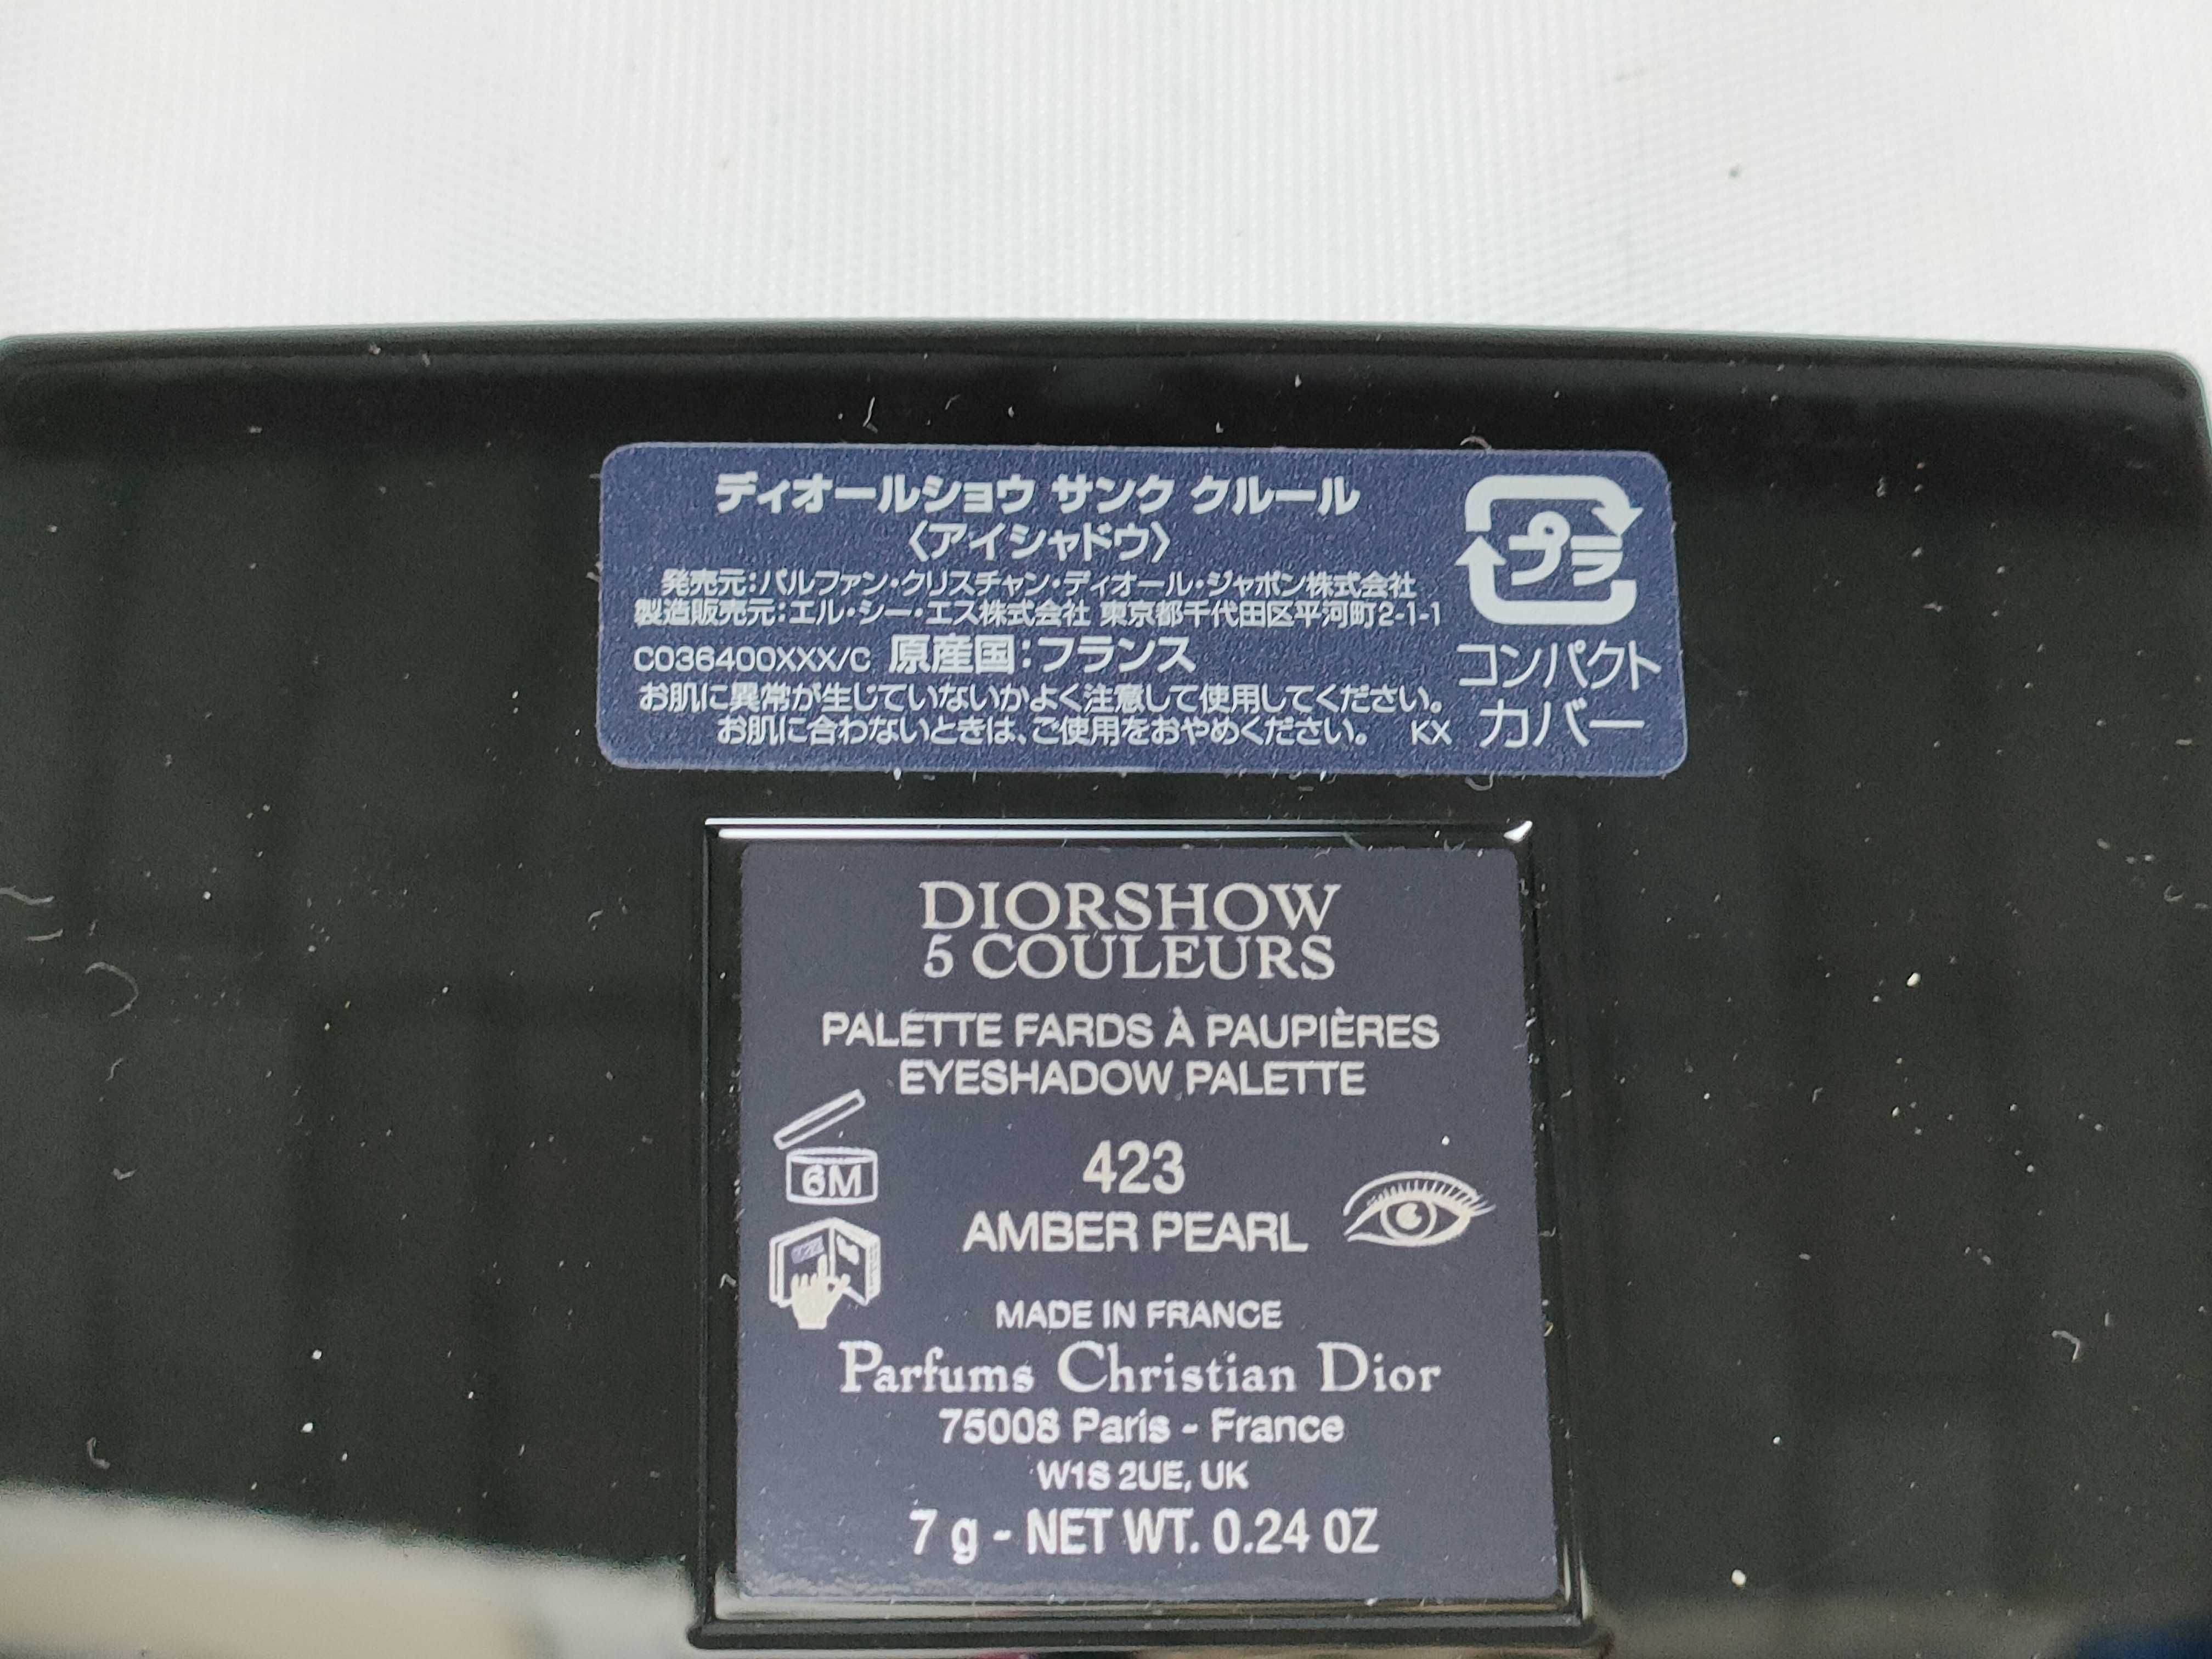 ディオールショウ サンク クルール
〈アイシャドウ〉
発売元:パルファン・クリスチャン・ディオール・ジャポン株式会社
製造販売元:エル・シー・エス株式会社 東京都千代田区平河町2-1-1
C036400XXX/C 原産国:フランス
お肌に異常が生じていないかよく注意して使用してください。
お肌に合わないときは、ご使用をおやめください。 KX
プラ
コンパクト
カバー
DIORSHOW
5 COULEURS
PALETTE FARDS À PAUPIÈRES
EYESHADOW PALETTE
6M
423
AMBER PEARL
MADE IN FRANCE
Parfums Christian Dior
75008 Paris - France
W1S 2UE, UK
7 g - NET WT. 0.24 OZ